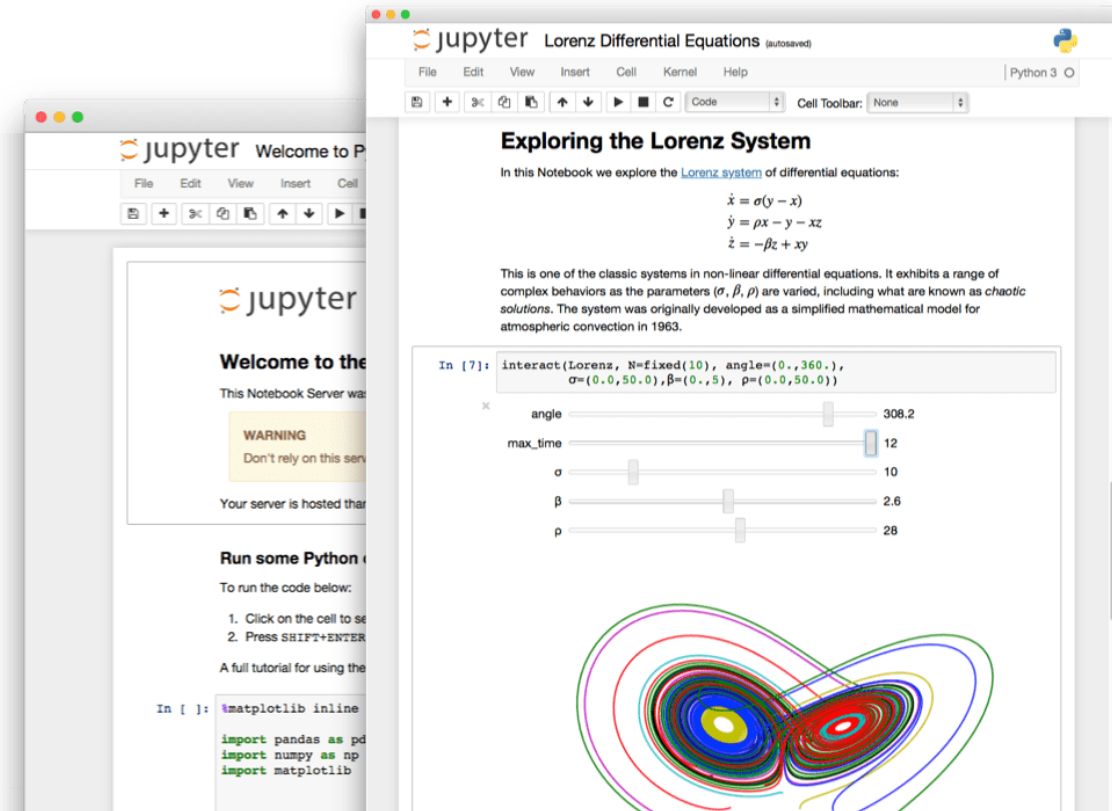 jupyter Lorenz Differential Equations (autosaved)
File Edit View Insert Cell Kernel Help Python 3
Code Cell Toolbar: None
Exploring the Lorenz System
In this Notebook we explore the Lorenz system of differential equations:
ẋ = σ(y − x)
ẏ = ρx − y − xz
ż = −βz + xy
This is one of the classic systems in non-linear differential equations. It exhibits a range of
complex behaviors as the parameters (σ, β, ρ) are varied, including what are known as chaotic
solutions. The system was originally developed as a simplified mathematical model for
atmospheric convection in 1963.
In [7]: interact(Lorenz, N=fixed(10), angle=(0.,360.),
σ=(0.0,50.0),β=(0.,5), ρ=(0.0,50.0))
angle 308.2
max_time 12
σ 10
β 2.6
ρ 28
jupyter Welcome to P
File Edit View Insert Cell
jupyter
Welcome to the
This Notebook Server was
WARNING
Don't rely on this serv
Your server is hosted than
Run some Python
To run the code below:
1. Click on the cell to se
2. Press SHIFT+ENTER
A full tutorial for using the
In [ ]: %matplotlib inline
import pandas as pd
import numpy as np
import matplotlib